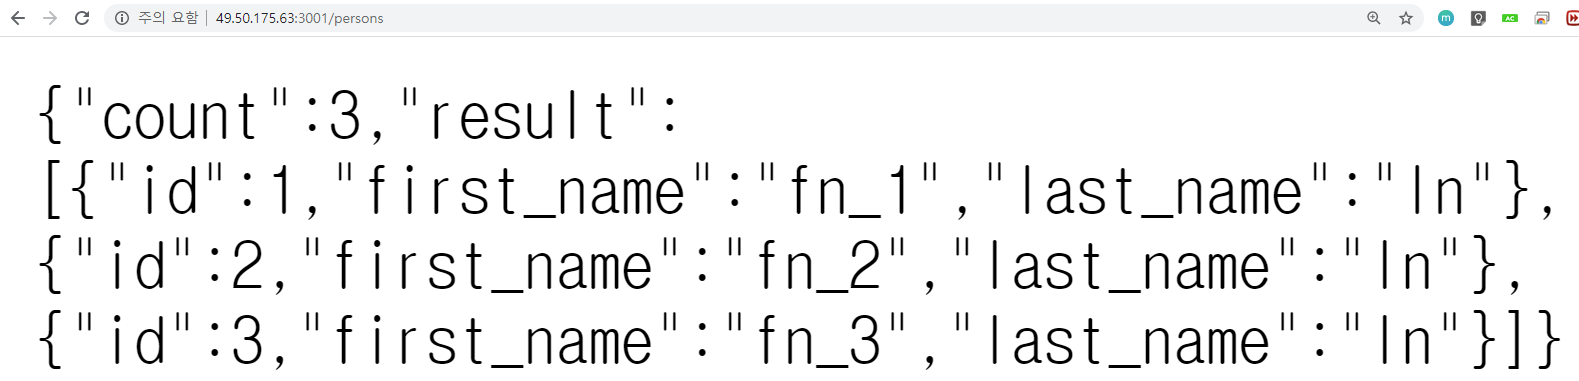 주의 요함 49.50.175.63:3001/persons
m
AC
{"count":3,"result":
[{"id":1,"first_name":"fn_1","last_name":"ln"},
{"id":2,"first_name":"fn_2","last_name":"ln"},
{"id":3,"first_name":"fn_3","last_name":"ln"}]}